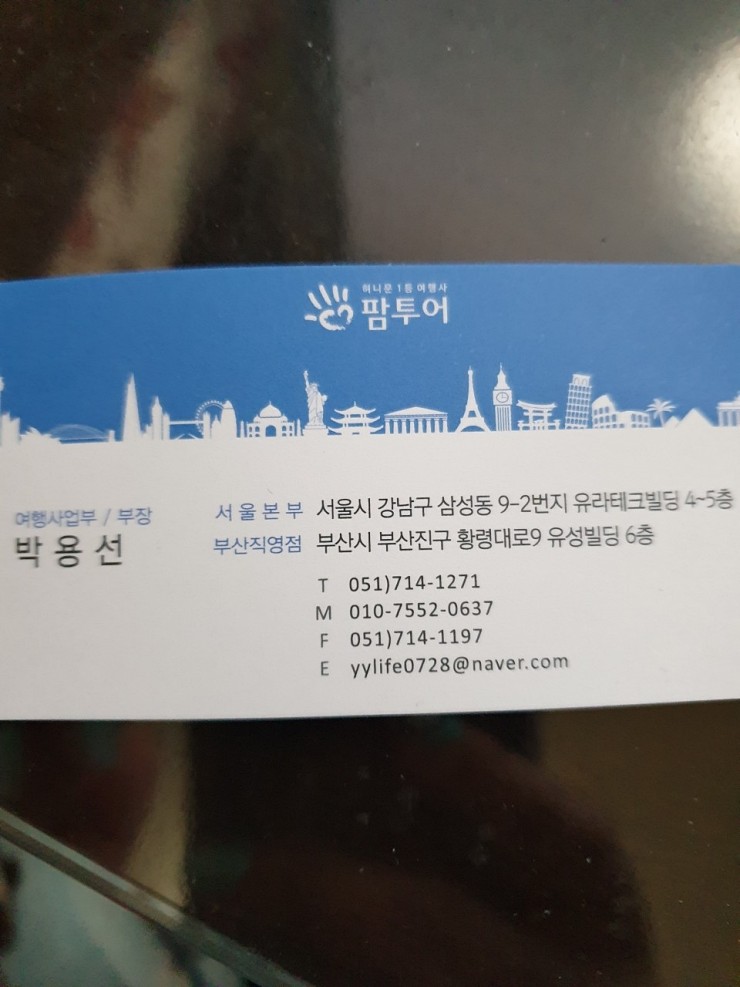 허니문 1등 여행사
팜투어
여행사업부 / 부장
박용선
서울본부 서울시 강남구 삼성동 9-2번지 유라테크빌딩 4~5층
부산직영점 부산시 부산진구 황령대로9 유성빌딩 6층
T 051)714-1271
M 010-7552-0637
F 051)714-1197
E yylife0728@naver.com